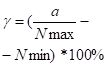 γ = (a / Nmax −
− Nmin) *100%